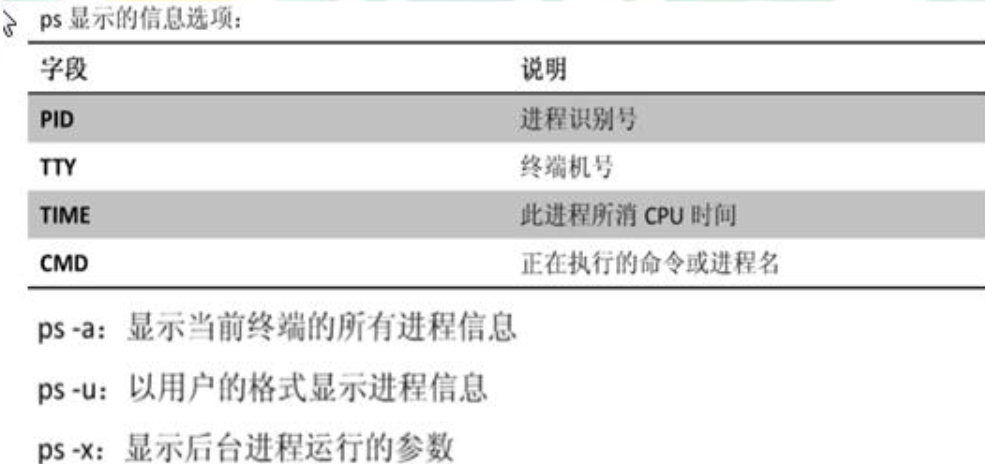 ps 显示的信息选项：
字段 说明
PID 进程识别号
TTY 终端机号
TIME 此进程所消 CPU 时间
CMD 正在执行的命令或进程名
ps -a：显示当前终端的所有进程信息
ps -u：以用户的格式显示进程信息
ps -x：显示后台进程运行的参数